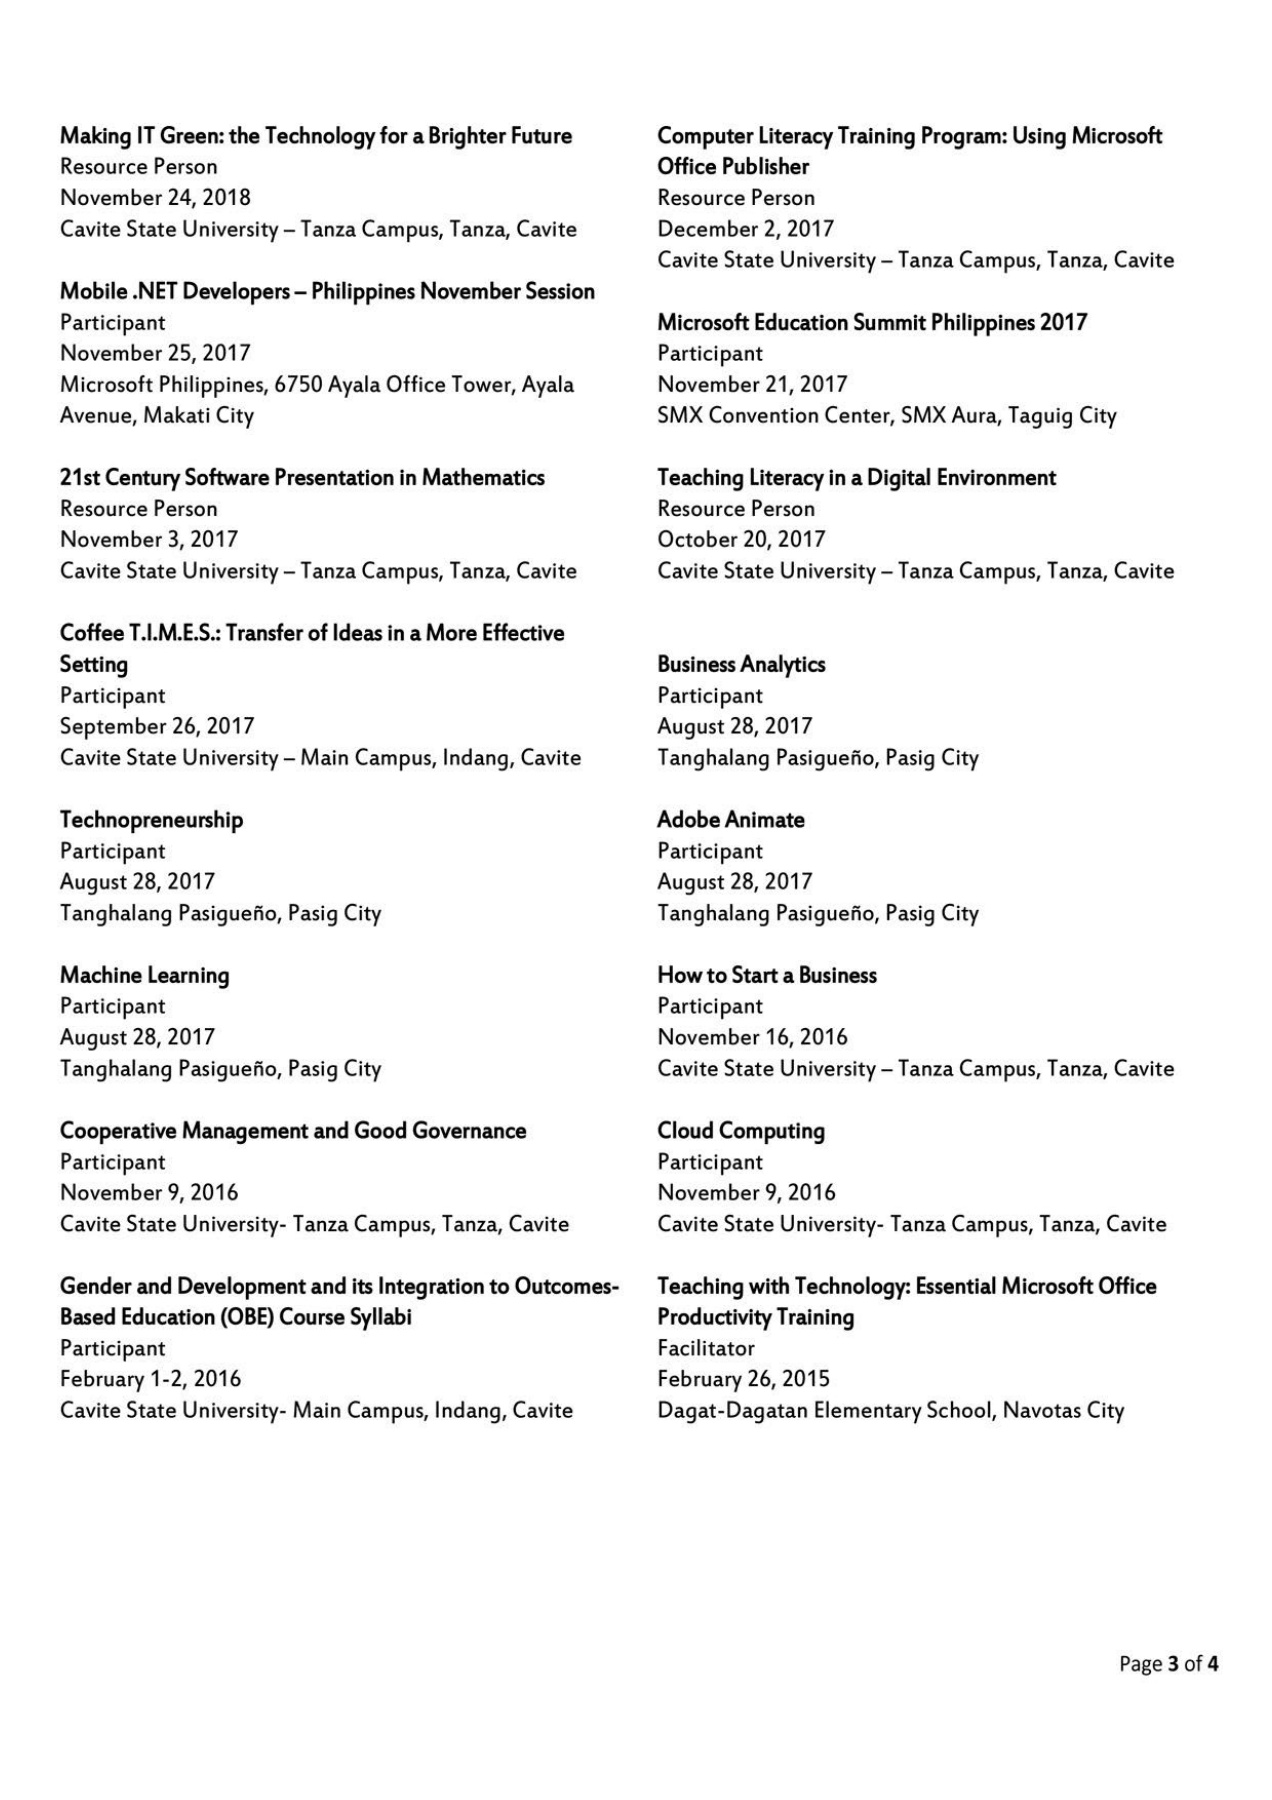 Making IT Green: the Technology for a Brighter Future
Resource Person
November 24, 2018
Cavite State University – Tanza Campus, Tanza, Cavite
Mobile .NET Developers – Philippines November Session
Participant
November 25, 2017
Microsoft Philippines, 6750 Ayala Office Tower, Ayala
Avenue, Makati City
21st Century Software Presentation in Mathematics
Resource Person
November 3, 2017
Cavite State University – Tanza Campus, Tanza, Cavite
Coffee T.I.M.E.S.: Transfer of Ideas in a More Effective
Setting
Participant
September 26, 2017
Cavite State University – Main Campus, Indang, Cavite
Technopreneurship
Participant
August 28, 2017
Tanghalang Pasigueño, Pasig City
Machine Learning
Participant
August 28, 2017
Tanghalang Pasigueño, Pasig City
Cooperative Management and Good Governance
Participant
November 9, 2016
Cavite State University- Tanza Campus, Tanza, Cavite
Gender and Development and its Integration to Outcomes-
Based Education (OBE) Course Syllabi
Participant
February 1-2, 2016
Cavite State University- Main Campus, Indang, Cavite
Computer Literacy Training Program: Using Microsoft
Office Publisher
Resource Person
December 2, 2017
Cavite State University – Tanza Campus, Tanza, Cavite
Microsoft Education Summit Philippines 2017
Participant
November 21, 2017
SMX Convention Center, SMX Aura, Taguig City
Teaching Literacy in a Digital Environment
Resource Person
October 20, 2017
Cavite State University – Tanza Campus, Tanza, Cavite
Business Analytics
Participant
August 28, 2017
Tanghalang Pasigueño, Pasig City
Adobe Animate
Participant
August 28, 2017
Tanghalang Pasigueño, Pasig City
How to Start a Business
Participant
November 16, 2016
Cavite State University – Tanza Campus, Tanza, Cavite
Cloud Computing
Participant
November 9, 2016
Cavite State University- Tanza Campus, Tanza, Cavite
Teaching with Technology: Essential Microsoft Office
Productivity Training
Facilitator
February 26, 2015
Dagat-Dagatan Elementary School, Navotas City
Page 3 of 4